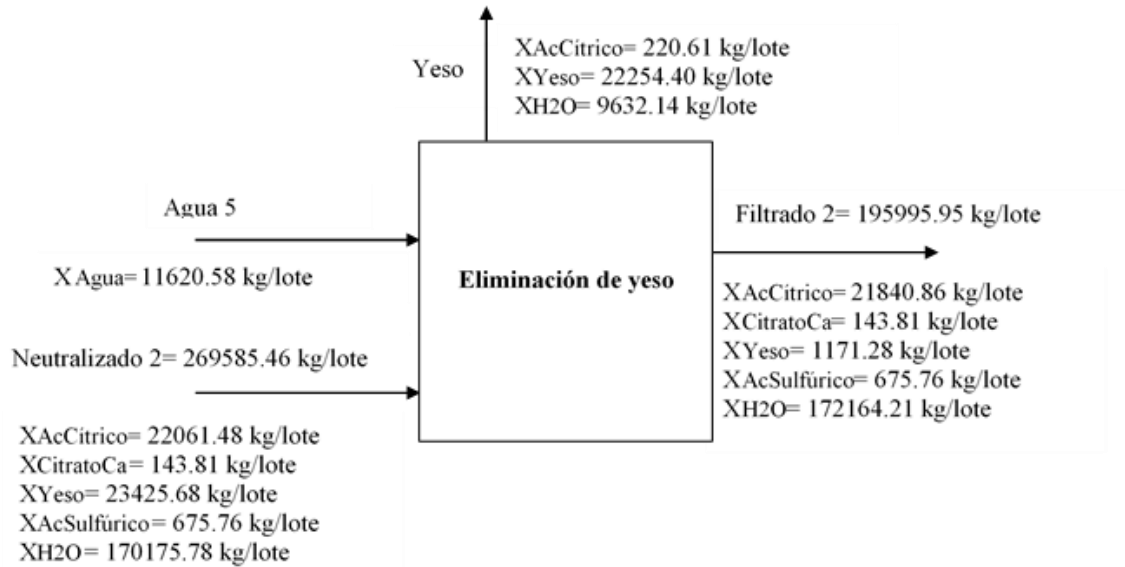 Yeso
XAcCitrico= 220.61 kg/lote
XYeso= 22254.40 kg/lote
XH2O= 9632.14 kg/lote
Agua 5
X Agua= 11620.58 kg/lote
Neutralizado 2= 269585.46 kg/lote
XAcCitrico= 22061.48 kg/lote
XCitratoCa= 143.81 kg/lote
XYeso= 23425.68 kg/lote
XAcSulfúrico= 675.76 kg/lote
XH2O= 170175.78 kg/lote
Eliminación de yeso
Filtrado 2= 195995.95 kg/lote
XAcCitrico= 21840.86 kg/lote
XCitratoCa= 143.81 kg/lote
XYeso= 1171.28 kg/lote
XAcSulfúrico= 675.76 kg/lote
XH2O= 172164.21 kg/lote